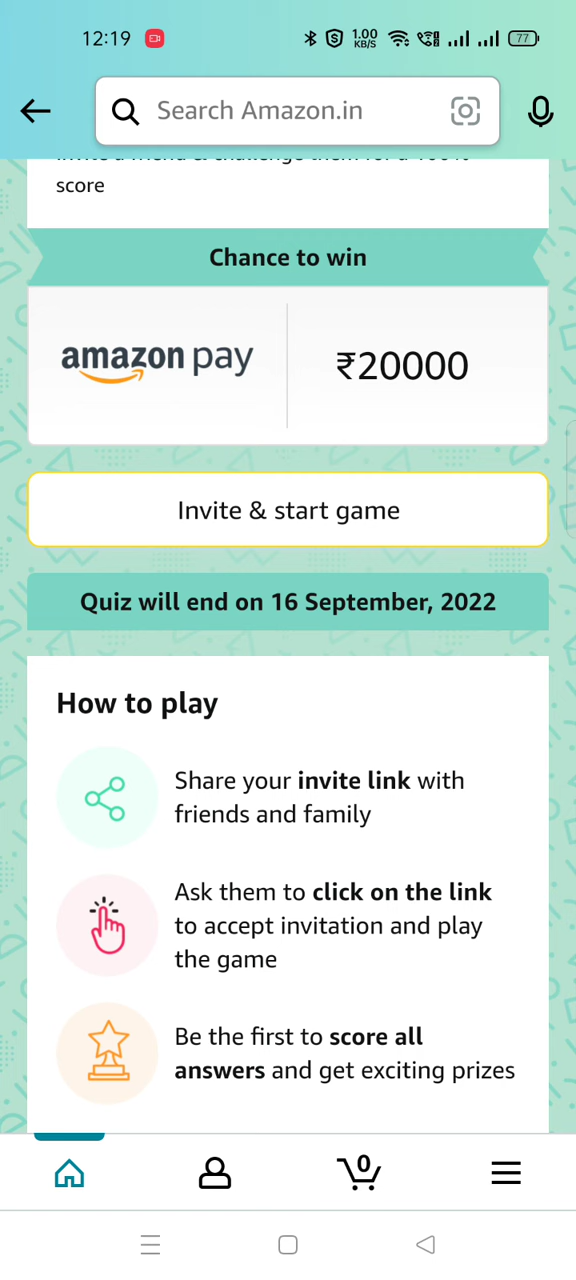 12:19
1.00
KB/S
77
Search Amazon.in
score
Chance to win
amazon pay
₹20000
Invite & start game
Quiz will end on 16 September, 2022
How to play
Share your invite link with
friends and family
Ask them to click on the link
to accept invitation and play
the game
Be the first to score all
answers and get exciting prizes
0